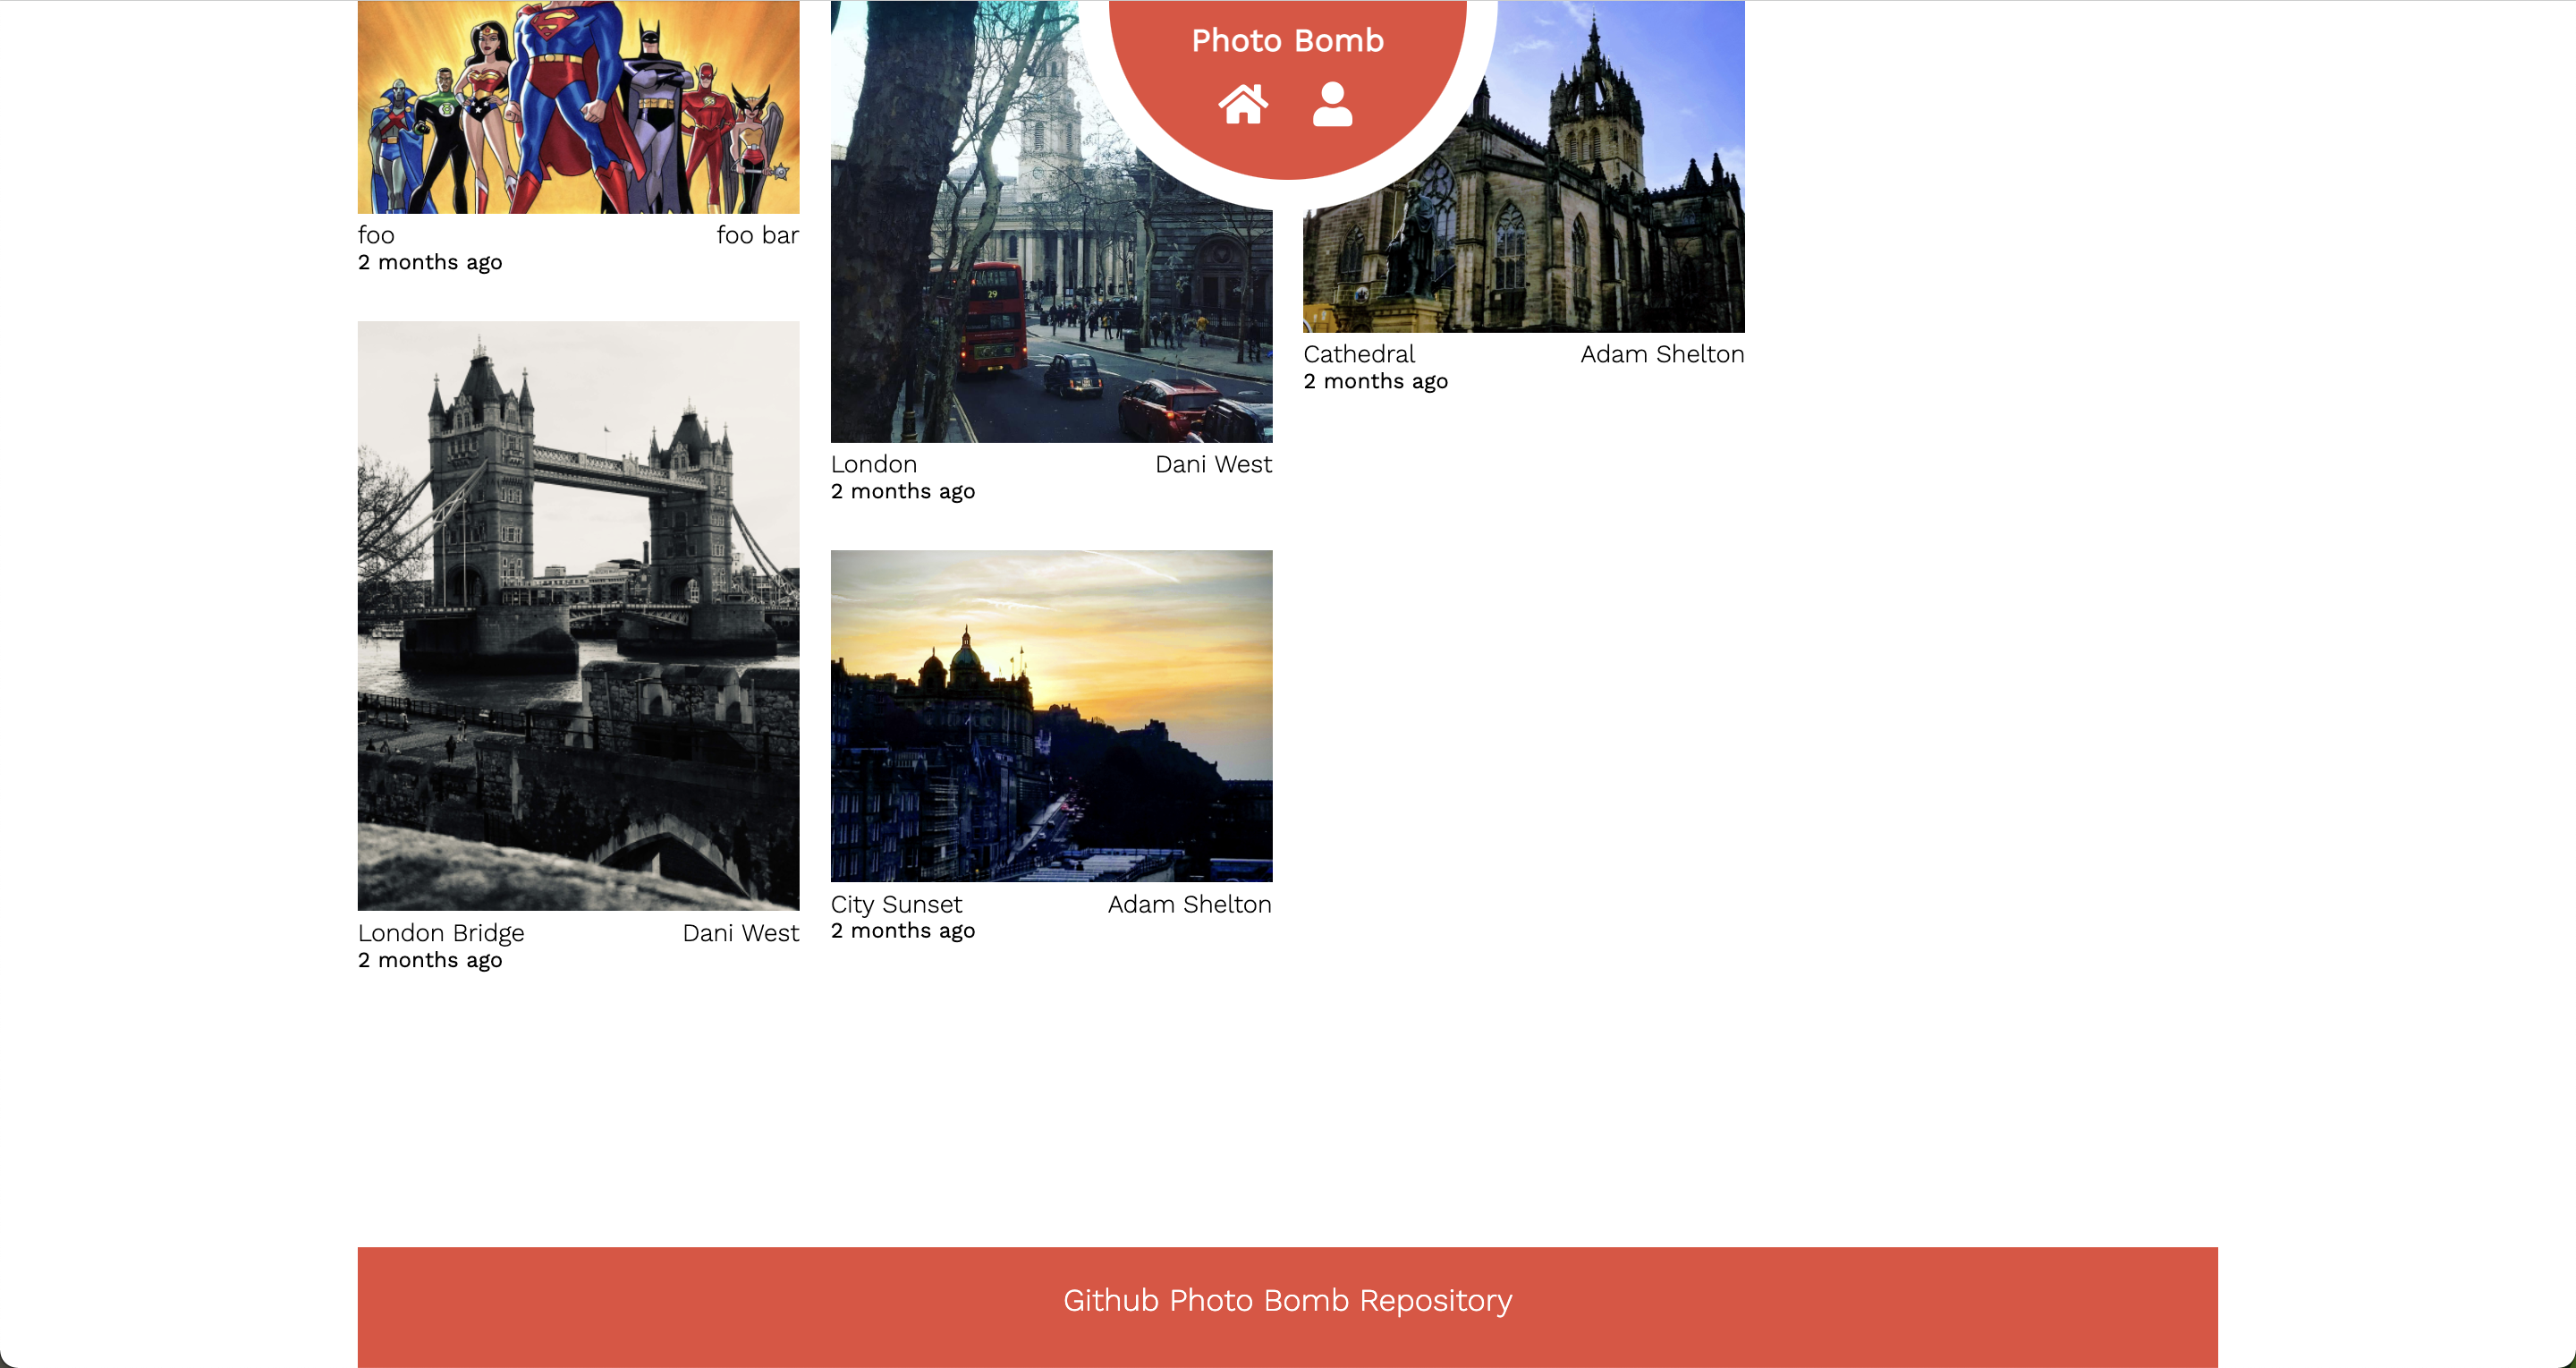 Photo Bomb
foo foo bar
2 months ago
29
London Bridge Dani West
2 months ago
London Dani West
2 months ago
City Sunset Adam Shelton
2 months ago
Cathedral Adam Shelton
2 months ago
Github Photo Bomb Repository